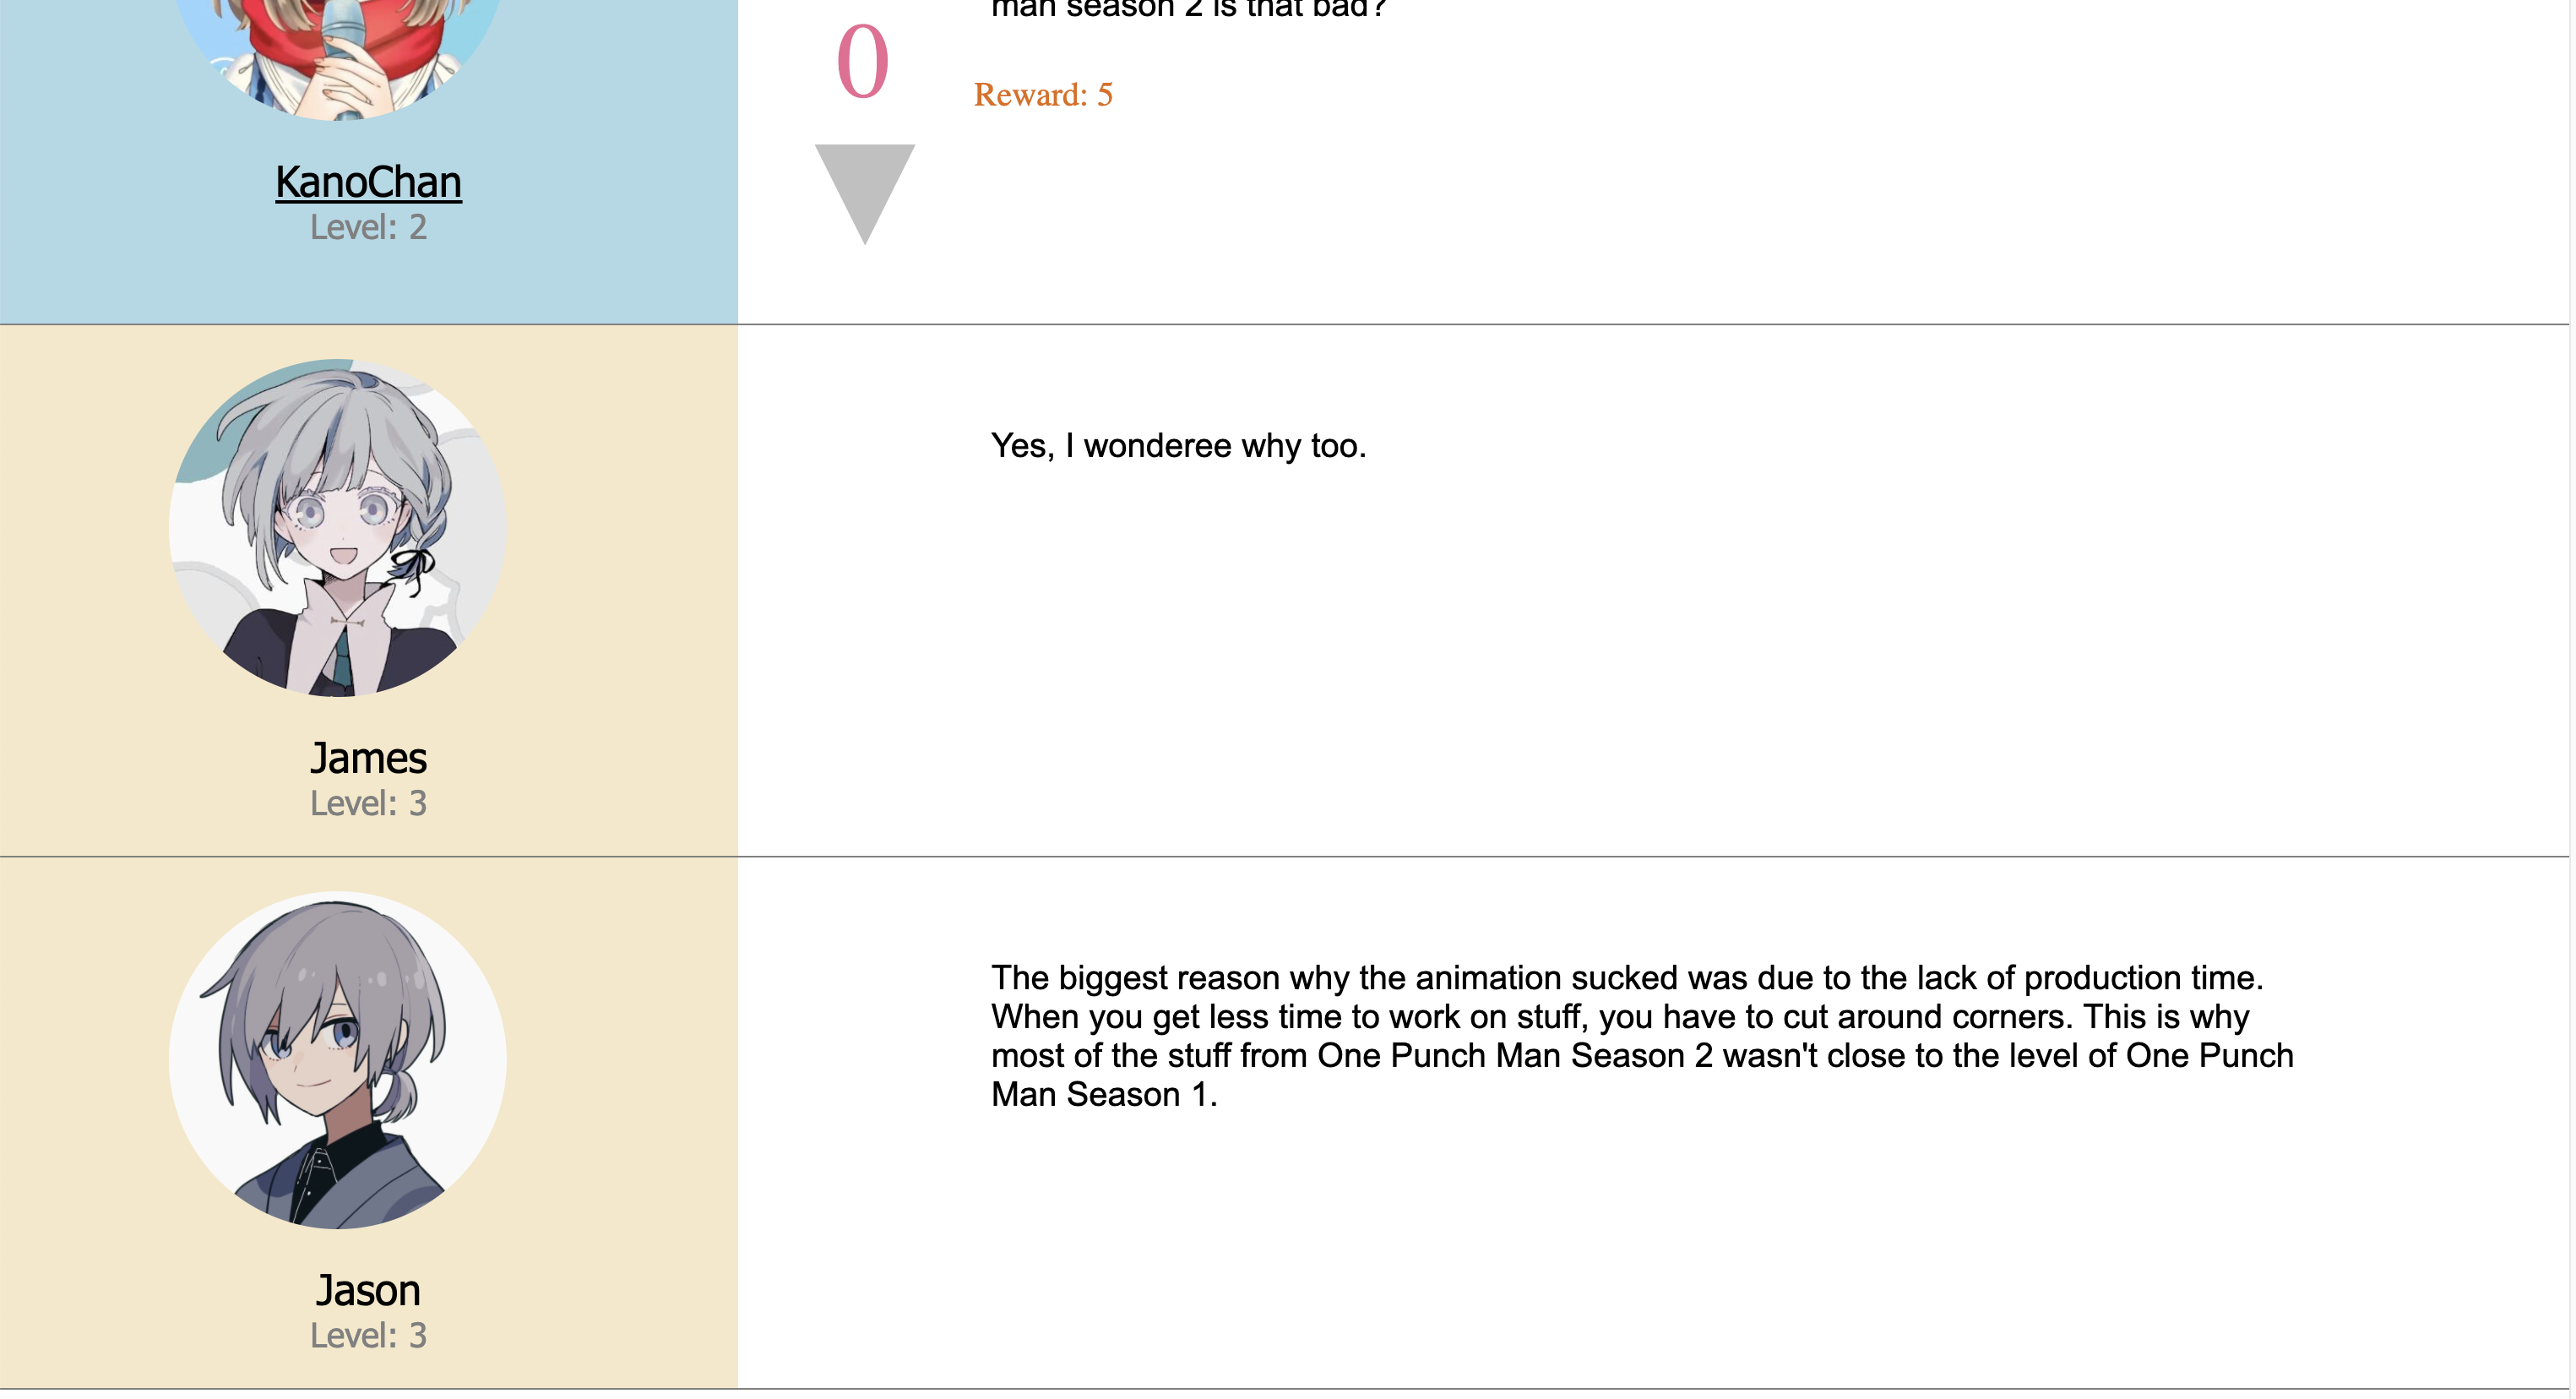 man season 2 is that bad?
0
Reward: 5
KanoChan
Level: 2
Yes, I wonderee why too.
James
Level: 3
The biggest reason why the animation sucked was due to the lack of production time.
When you get less time to work on stuff, you have to cut around corners. This is why
most of the stuff from One Punch Man Season 2 wasn't close to the level of One Punch
Man Season 1.
Jason
Level: 3